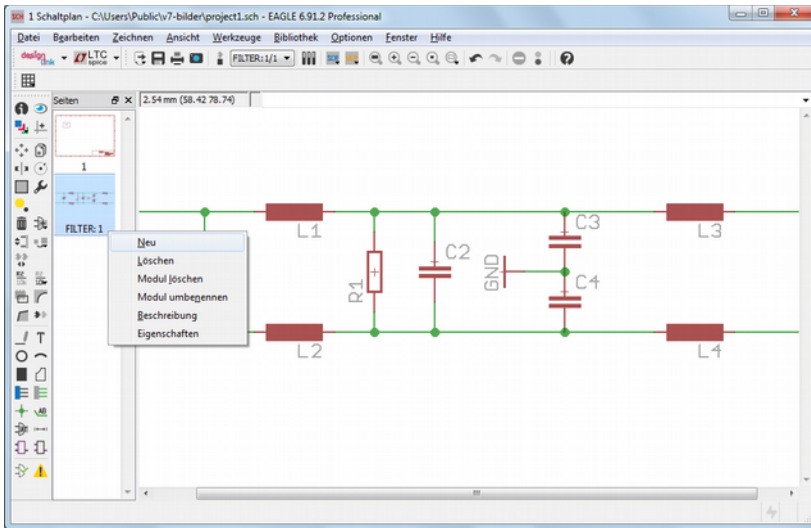 1 Schaltplan - C:\Users\Public\v7-bilder\project1.sch - EAGLE 6.91.2 Professional
Datei Bearbeiten Zeichnen Ansicht Werkzeuge Bibliothek Optionen Fenster Hilfe
design link LTC spice FILTER:1/1
Seiten
2.54 mm (58.42 78.74)
1
FILTER: 1
Neu
Löschen
Modul löschen
Modul umbenennen
Beschreibung
Eigenschaften
L1
C3
L3
C2
GND
R1
C4
L2
L4